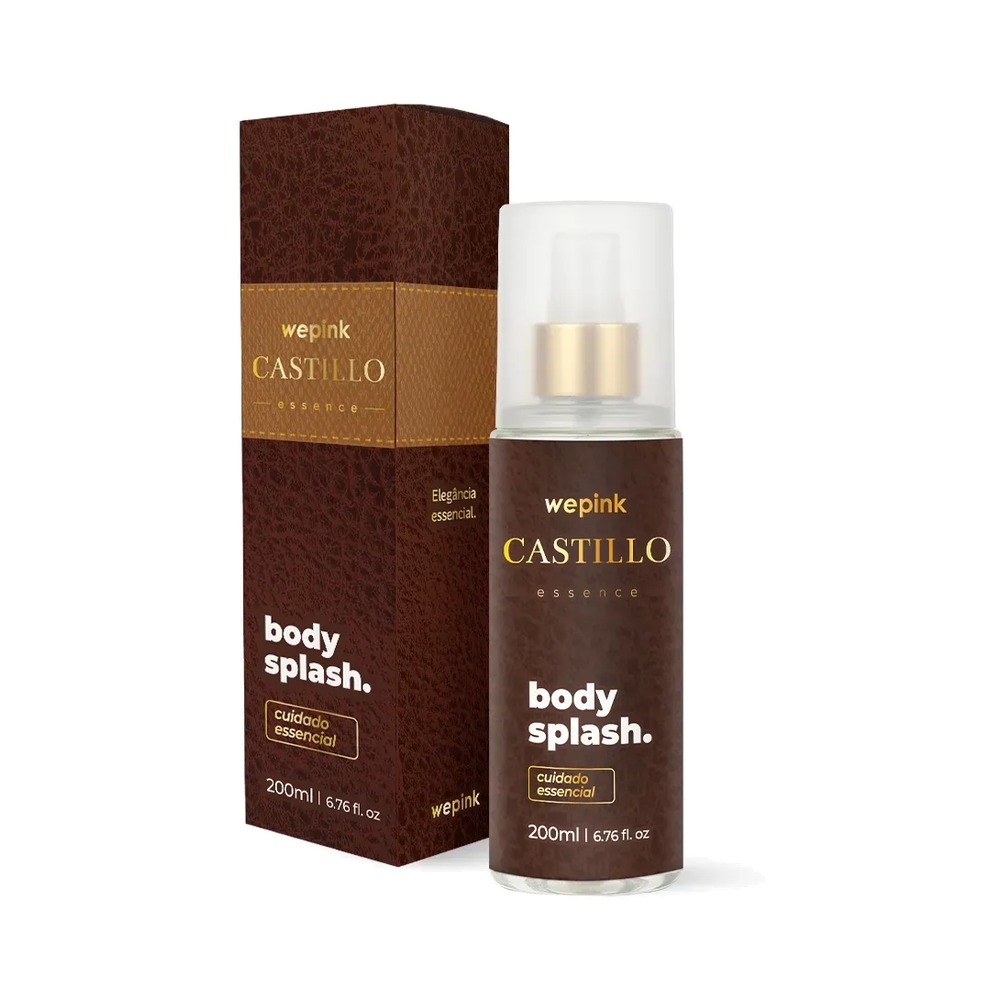 wepink
CASTILLO
essence
Elegância
essencial.
body
splash.
cuidado
essencial
200ml | 6.76 fl. oz
wepink
wepink
CASTILLO
essence
body
splash.
cuidado
essencial
200ml | 6.76 fl. oz